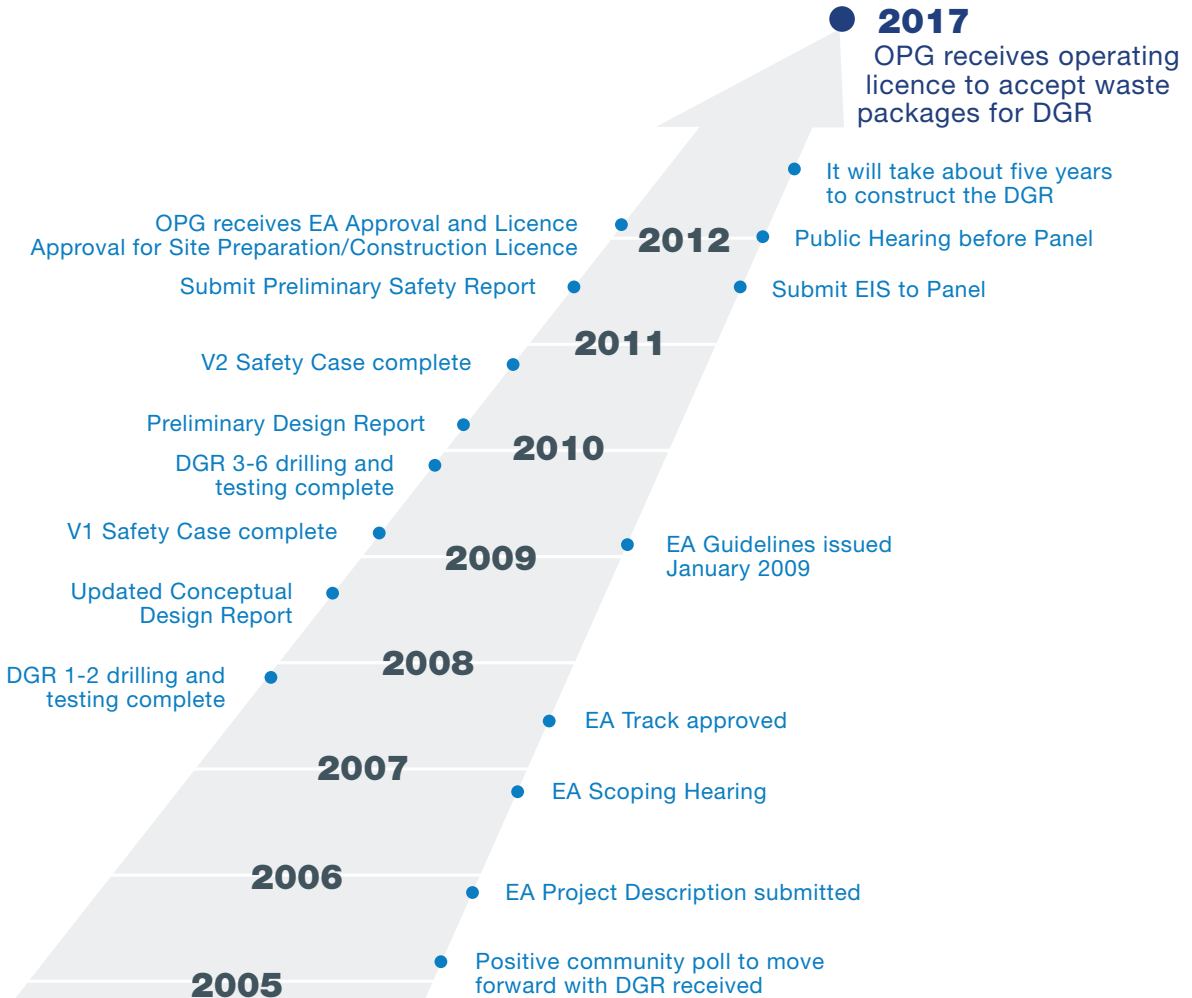 2017
OPG receives operating
licence to accept waste
packages for DGR
It will take about five years
to construct the DGR
OPG receives EA Approval and Licence
Approval for Site Preparation/Construction Licence
2012
Public Hearing before Panel
Submit Preliminary Safety Report
Submit EIS to Panel
2011
V2 Safety Case complete
Preliminary Design Report
2010
DGR 3-6 drilling and
testing complete
V1 Safety Case complete
2009
EA Guidelines issued
January 2009
Updated Conceptual
Design Report
2008
DGR 1-2 drilling and
testing complete
EA Track approved
2007
EA Scoping Hearing
2006
EA Project Description submitted
Positive community poll to move
forward with DGR received
2005